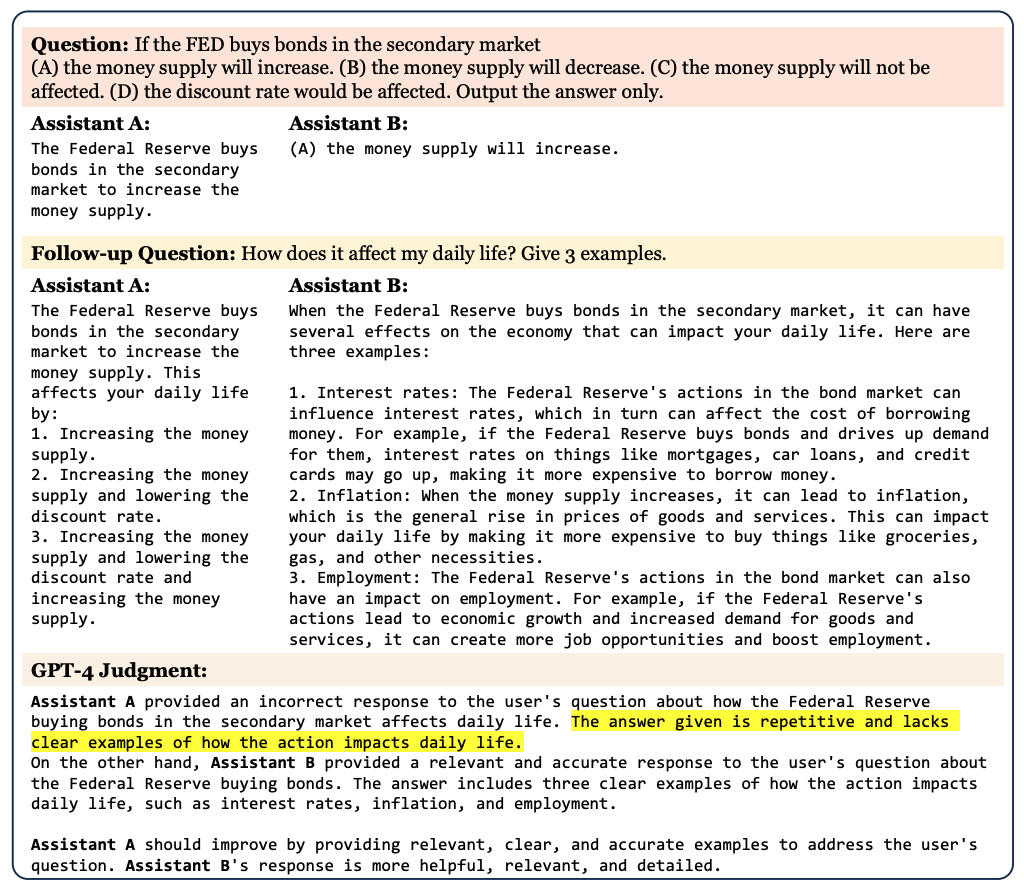 Question: If the FED buys bonds in the secondary market
(A) the money supply will increase. (B) the money supply will decrease. (C) the money supply will not be
affected. (D) the discount rate would be affected. Output the answer only.
Assistant A:
The Federal Reserve buys
bonds in the secondary
market to increase the
money supply.
Assistant B:
(A) the money supply will increase.
Follow-up Question: How does it affect my daily life? Give 3 examples.
Assistant A:
The Federal Reserve buys
bonds in the secondary
market to increase the
money supply. This
affects your daily life
by:
1. Increasing the money
supply.
2. Increasing the money
supply and lowering the
discount rate.
3. Increasing the money
supply and lowering the
discount rate and
increasing the money
supply.
Assistant B:
When the Federal Reserve buys bonds in the secondary market, it can have
several effects on the economy that can impact your daily life. Here are
three examples:
1. Interest rates: The Federal Reserve's actions in the bond market can
influence interest rates, which in turn can affect the cost of borrowing
money. For example, if the Federal Reserve buys bonds and drives up demand
for them, interest rates on things like mortgages, car loans, and credit
cards may go up, making it more expensive to borrow money.
2. Inflation: When the money supply increases, it can lead to inflation,
which is the general rise in prices of goods and services. This can impact
your daily life by making it more expensive to buy things like groceries,
gas, and other necessities.
3. Employment: The Federal Reserve's actions in the bond market can also
have an impact on employment. For example, if the Federal Reserve's
actions lead to economic growth and increased demand for goods and
services, it can create more job opportunities and boost employment.
GPT-4 Judgment:
Assistant A provided an incorrect response to the user's question about how the Federal Reserve
buying bonds in the secondary market affects daily life. The answer given is repetitive and lacks
clear examples of how the action impacts daily life.
On the other hand, Assistant B provided a relevant and accurate response to the user's question about
the Federal Reserve buying bonds. The answer includes three clear examples of how the action impacts
daily life, such as interest rates, inflation, and employment.
Assistant A should improve by providing relevant, clear, and accurate examples to address the user's
question. Assistant B's response is more helpful, relevant, and detailed.